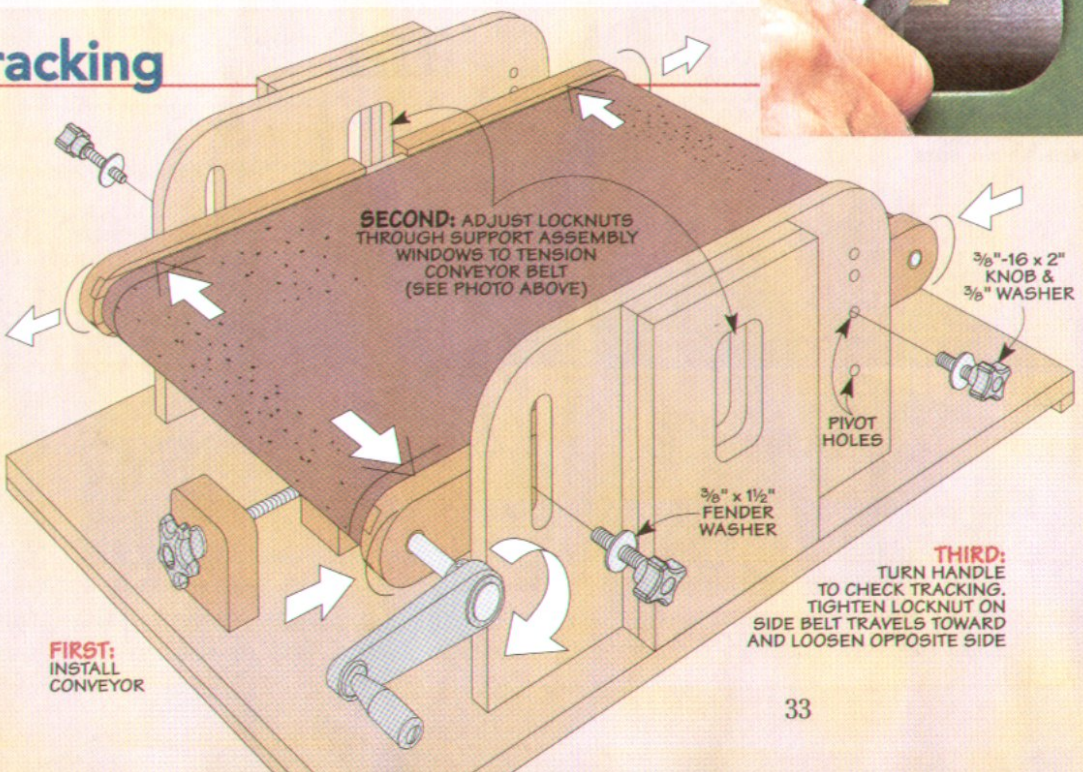 racking
SECOND: ADJUST LOCKNUTS
THROUGH SUPPORT ASSEMBLY
WINDOWS TO TENSION
CONVEYOR BELT
(SEE PHOTO ABOVE)
3/8"-16 x 2"
KNOB &
3/8" WASHER
PIVOT
HOLES
3/8" x 1½"
FENDER
WASHER
THIRD:
TURN HANDLE
TO CHECK TRACKING.
TIGHTEN LOCKNUT ON
SIDE BELT TRAVELS TOWARD
AND LOOSEN OPPOSITE SIDE
FIRST:
INSTALL
CONVEYOR
33